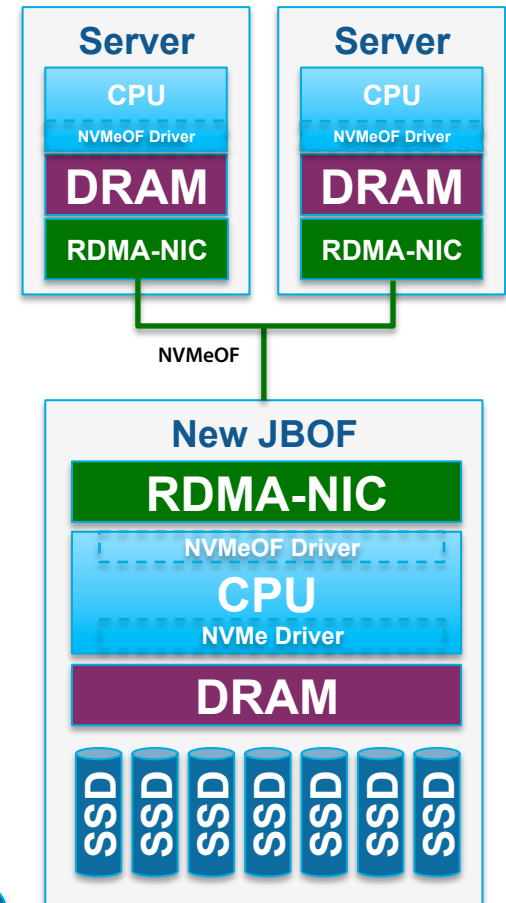 Server
CPU
NVMeOF Driver
DRAM
RDMA-NIC
Server
CPU
NVMeOF Driver
DRAM
RDMA-NIC
NVMeOF
New JBOF
RDMA-NIC
NVMeOF Driver
CPU
NVMe Driver
DRAM
SSD
SSD
SSD
SSD
SSD
SSD
SSD